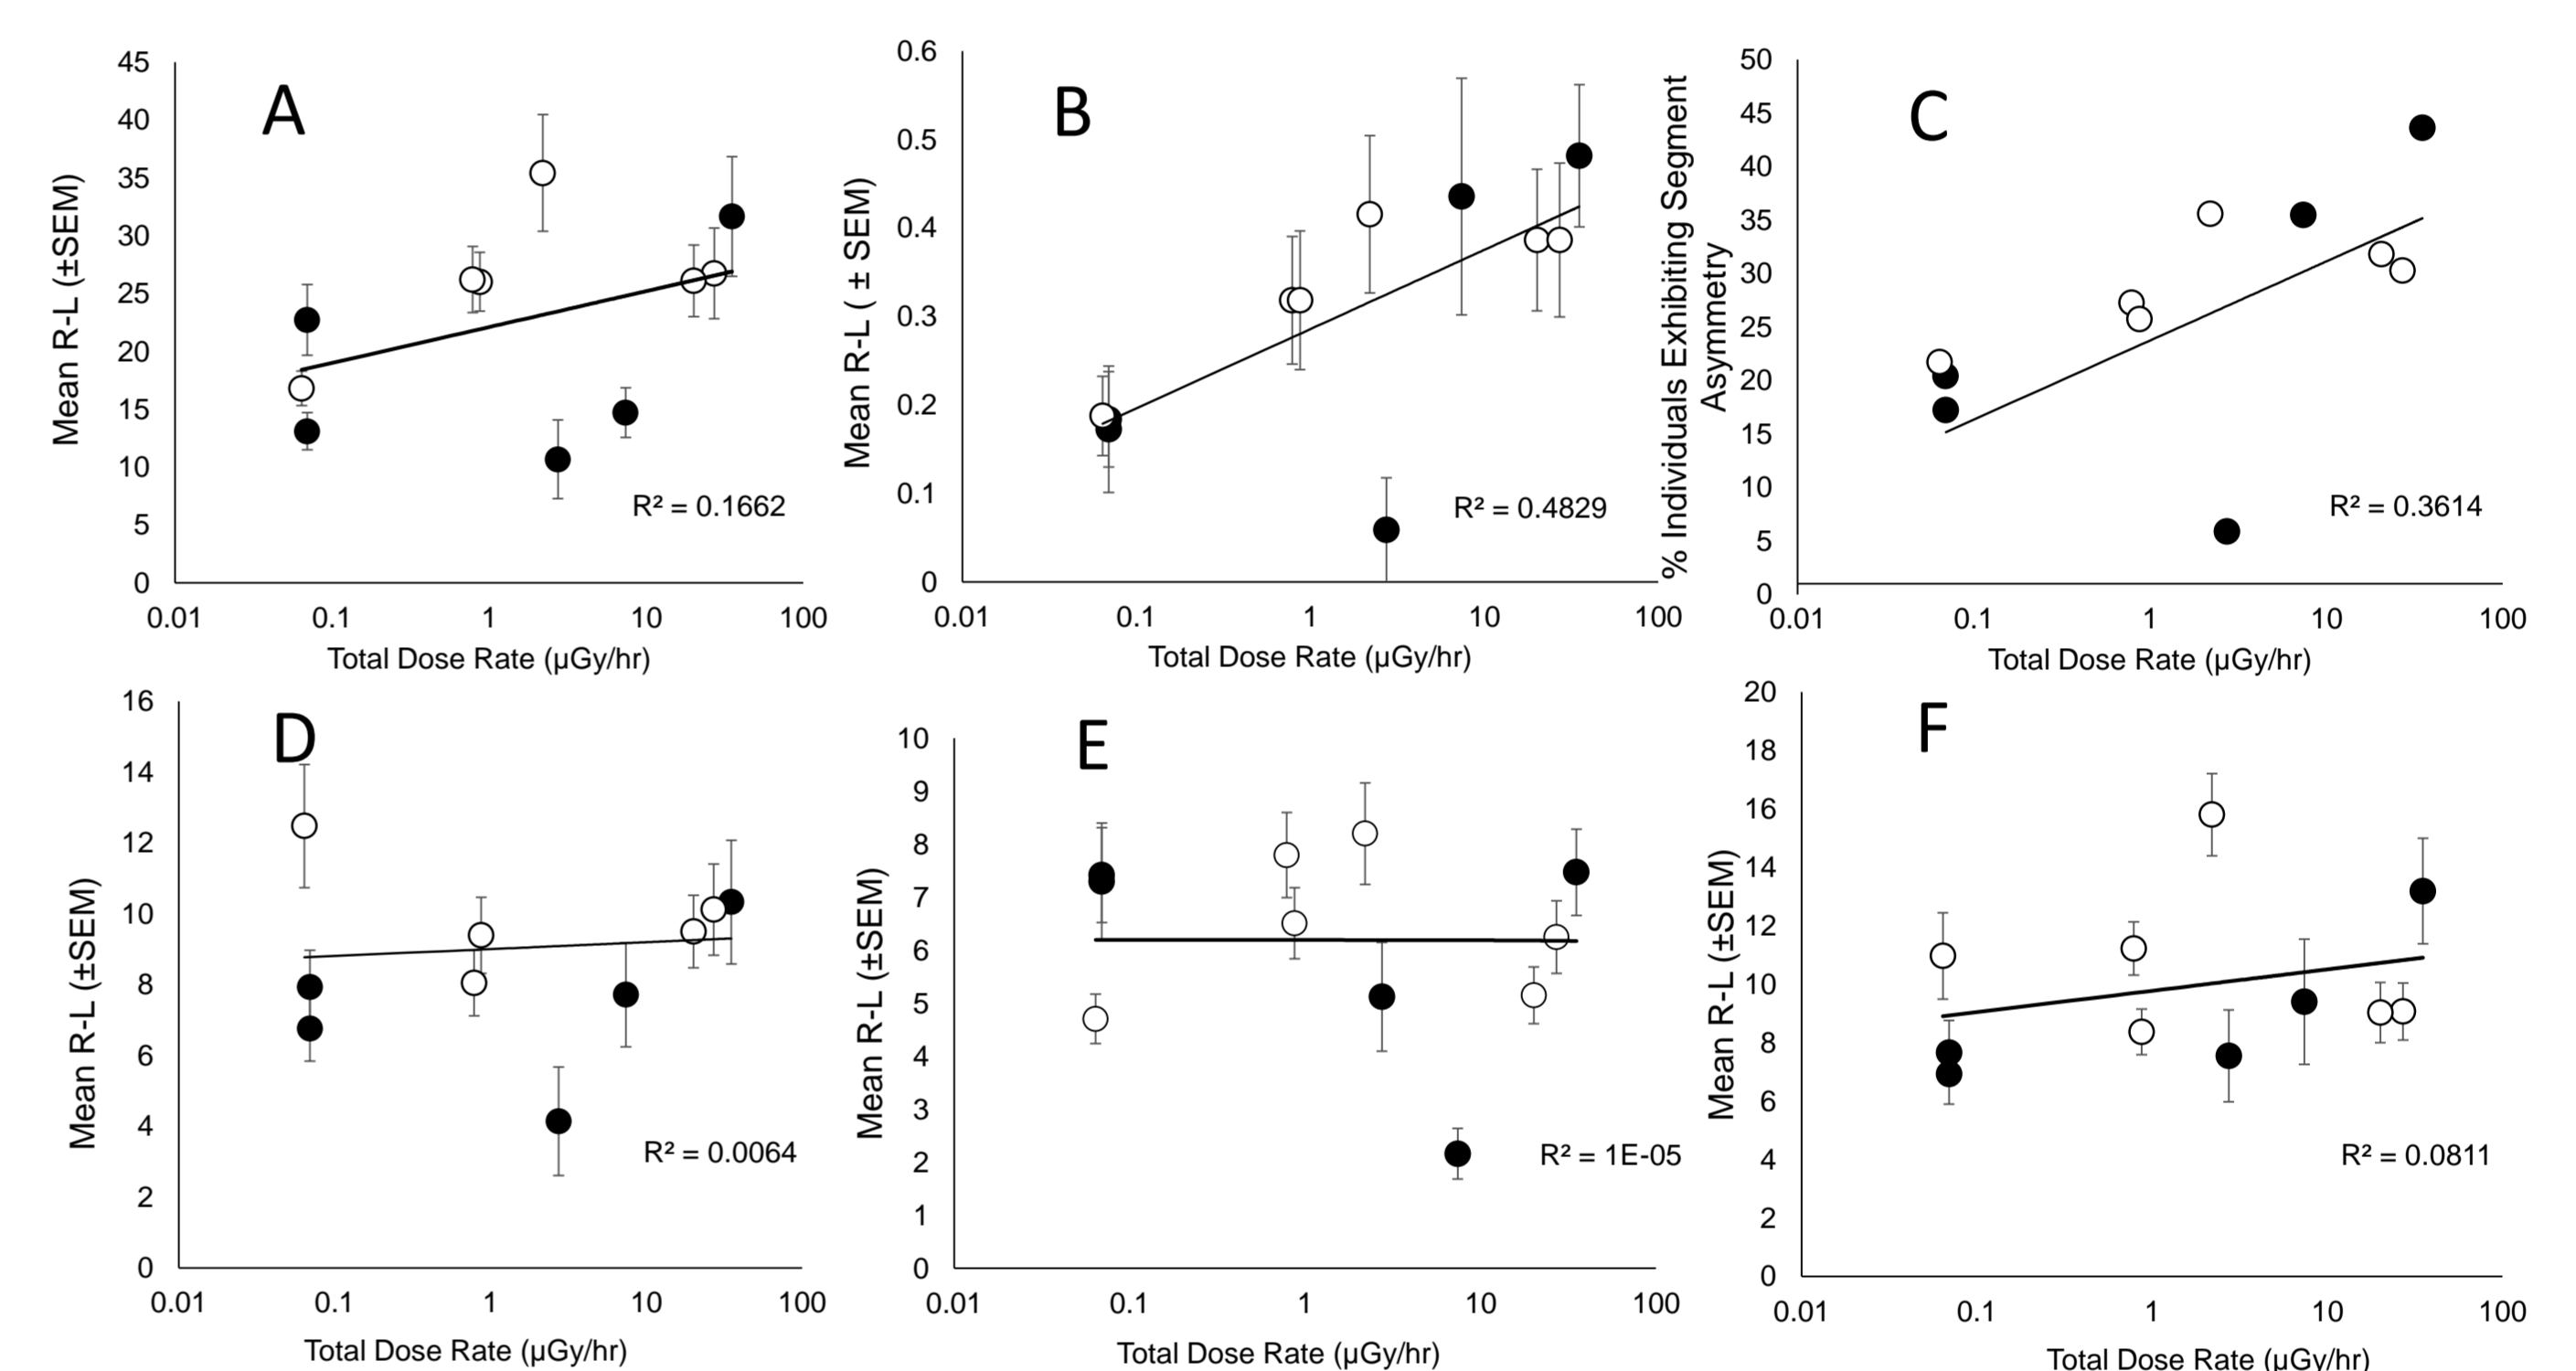 A
Mean R-L (±SEM)
45
40
35
30
25
20
15
10
5
0
R² = 0.1662
0.01 0.1 1 10 100
Total Dose Rate (µGy/hr)
B
Mean R-L ( ± SEM)
0.6
0.5
0.4
0.3
0.2
0.1
0
R² = 0.4829
0.01 0.1 1 10 100
Total Dose Rate (µGy/hr)
C
% Individuals Exhibiting Segment
Asymmetry
50
45
40
35
30
25
20
15
10
5
0
R² = 0.3614
0.01 0.1 1 10 100
Total Dose Rate (µGy/hr)
D
Mean R-L (±SEM)
16
14
12
10
8
6
4
2
0
R² = 0.0064
0.01 0.1 1 10 100
Total Dose Rate (µGy/hr)
E
Mean R-L (±SEM)
10
9
8
7
6
5
4
3
2
1
0
R² = 1E-05
0.01 0.1 1 10 100
Total Dose Rate (µGy/hr)
F
Mean R-L (±SEM)
20
18
16
14
12
10
8
6
4
2
0
R² = 0.0811
0.01 0.1 1 10 100
Total Dose Rate (µGy/hr)